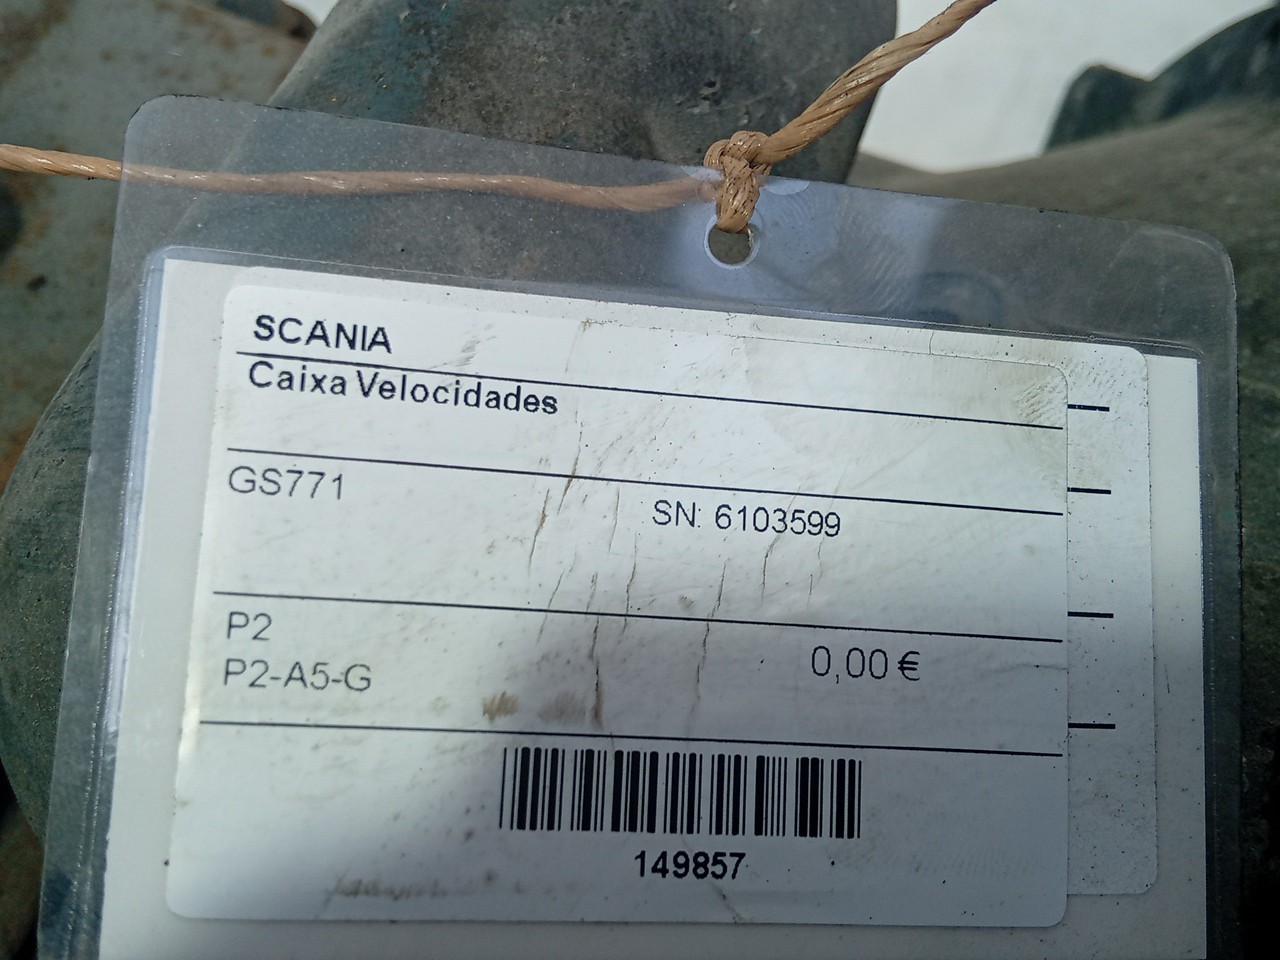 SCANIA
Caixa Velocidades
GS771
SN: 6103599
P2
P2-A5-G
0,00 €
149857